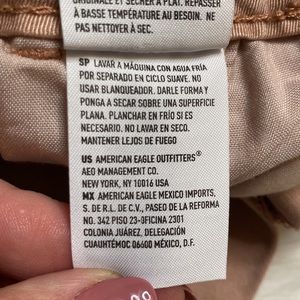 ORIGINALE ET SÉCHER À PLAT. REPASSER
À BASSE TEMPÉRATURE AU BESOIN. NE
PAS NETTOYER À SEC.
SP LAVAR A MÁQUINA CON AGUA FRÍA
POR SEPARADO EN CICLO SUAVE. NO
USAR BLANQUEADOR. DARLE FORMA Y
PONGA A SECAR SOBRE UNA SUPERFICIE
PLANA. PLANCHAR EN FRÍO SI ES
NECESARIO. NO LAVAR EN SECO.
MANTENER LEJOS DE FUEGO
US AMERICAN EAGLE OUTFITTERS®
AEO MANAGEMENT CO.
NEW YORK, NY 10016 USA
MX AMERICAN EAGLE MEXICO IMPORTS,
S. DE R.L. DE C.V., PASEO DE LA REFORMA
NO. 342 PISO 23-3FICINA 2301
COLONIA JUÁREZ, DELEGACIÓN
CUAUHTÉMOC 06600 MÉXICO, D.F.